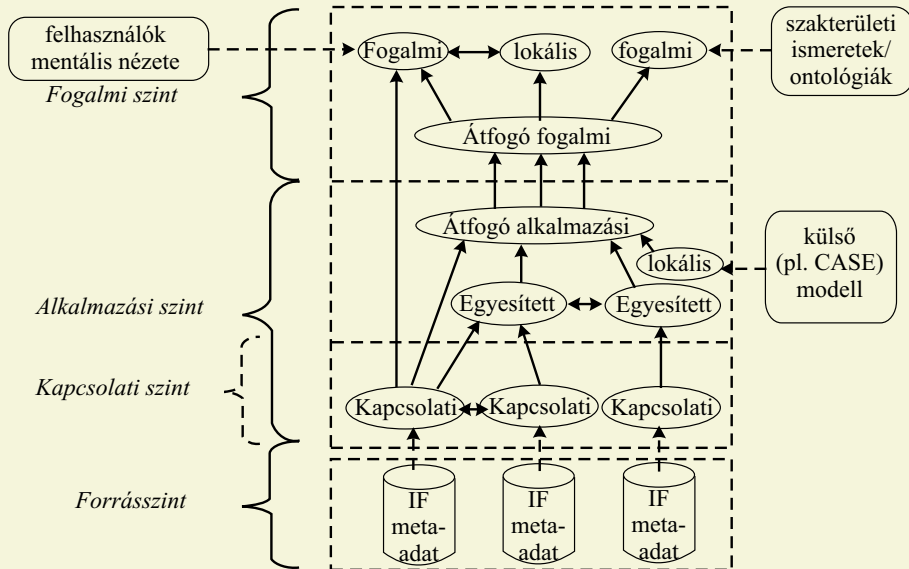 felhasználók
mentális nézete
Fogalmi
lokális
fogalmi
szakterületi
ismeretek/
ontológiák
Fogalmi szint
Átfogó fogalmi
Átfogó alkalmazási
lokális
külső
(pl. CASE)
modell
Alkalmazási szint
Egyesített
Egyesített
Kapcsolati szint
Kapcsolati
Kapcsolati
Kapcsolati
Forrásszint
IF
meta-
adat
IF
meta-
adat
IF
meta-
adat